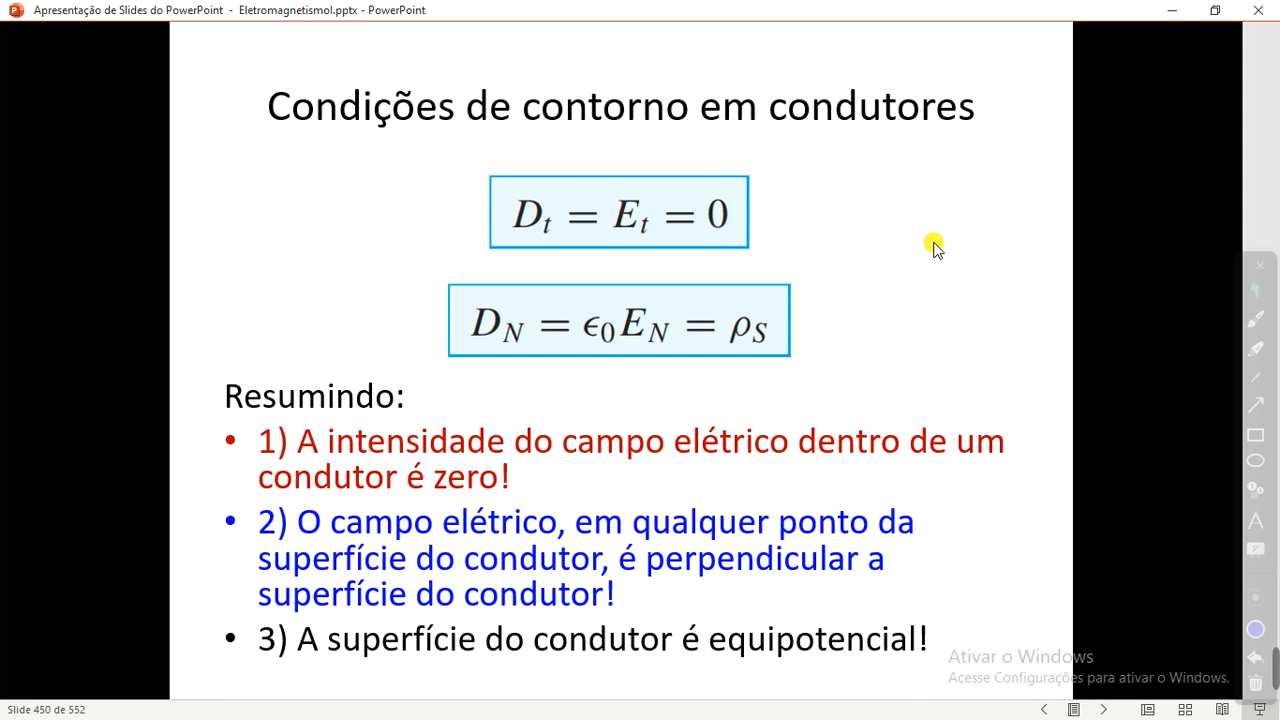 Apresentação de Slides do PowerPoint - Eletromagnetismol.pptx - PowerPoint
Condições de contorno em condutores
D_t = E_t = 0
D_N = ϵ_0 E_N = ρ_S
Resumindo:
• 1) A intensidade do campo elétrico dentro de um
condutor é zero!
• 2) O campo elétrico, em qualquer ponto da
superfície do condutor, é perpendicular a
superfície do condutor!
• 3) A superfície do condutor é equipotencial!
Ativar o Windows
Acesse Configurações para ativar o Windows.
Slide 450 de 552